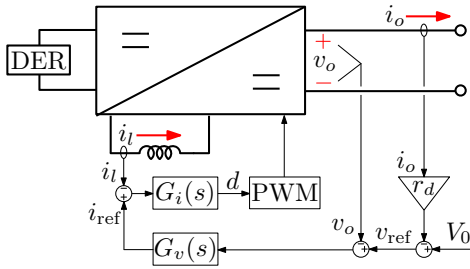 i_o
DER
+
v_o
−
i_l
i_o
i_l
+
−
G_i(s)
d
PWM
r_d
i_ref
v_o
v_ref
V_0
G_v(s)
+
−
+
−